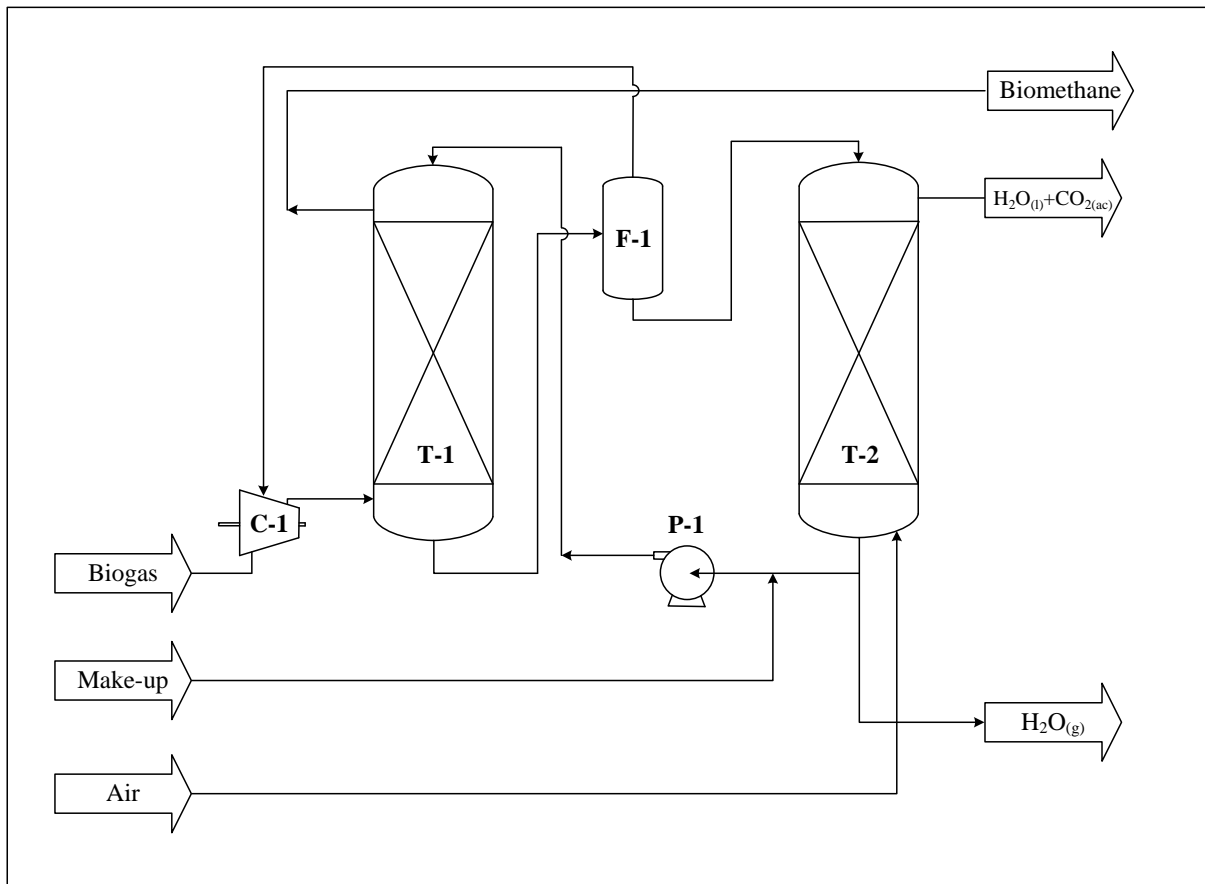 Biomethane
H₂O₍l₎+CO₂₍ac₎
F-1
T-1
T-2
C-1
P-1
Biogas
Make-up
H₂O₍g₎
Air